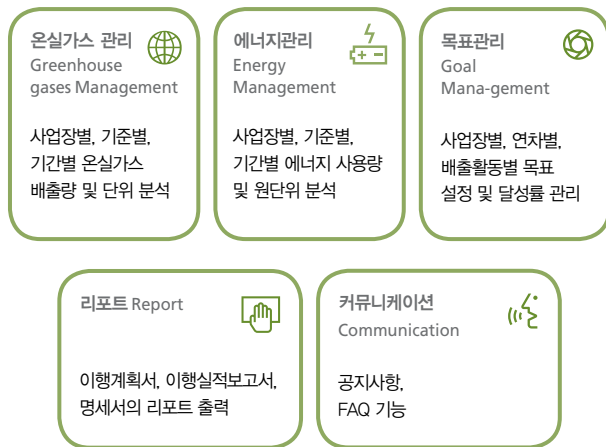 온실가스 관리
Greenhouse
gases Management
사업장별, 기준별,
기간별 온실가스
배출량 및 단위 분석
에너지관리
Energy
Management
사업장별, 기준별,
기간별 에너지 사용량
및 원단위 분석
목표관리
Goal
Mana-gement
사업장별, 연차별,
배출활동별 목표
설정 및 달성률 관리
리포트 Report
이행계획서, 이행실적보고서,
명세서의 리포트 출력
커뮤니케이션
Communication
공지사항,
FAQ 기능